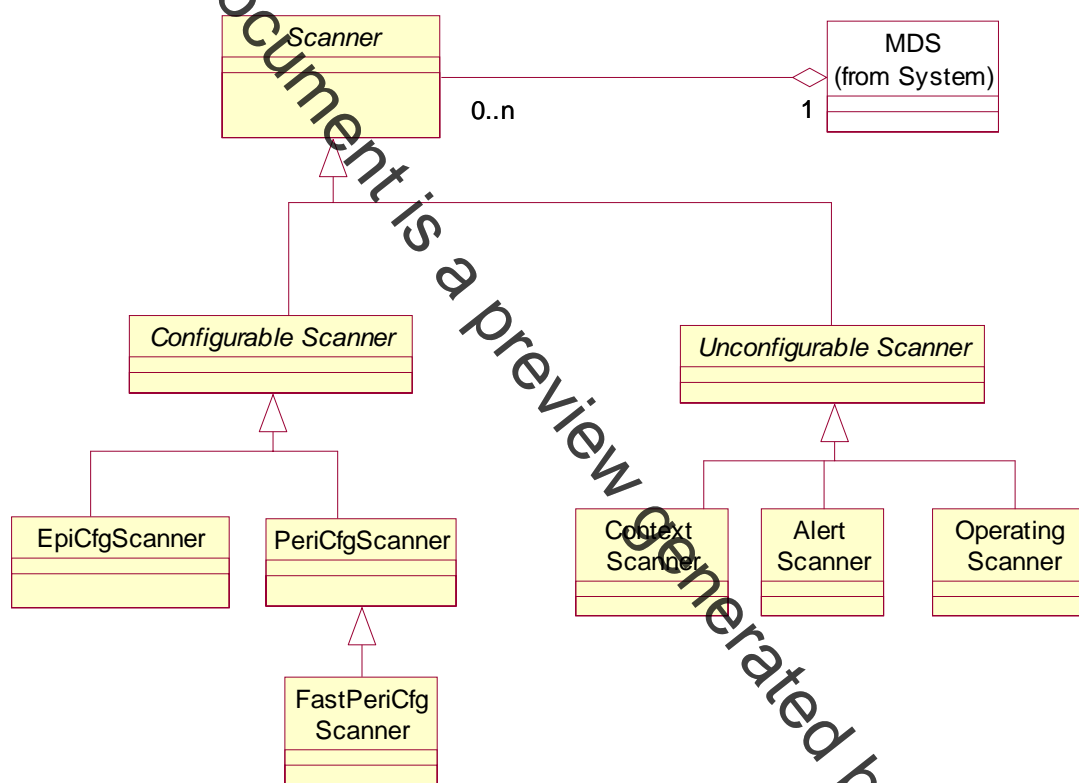 Scanner
MDS
(from System)
0..n
1
Configurable Scanner
Unconfigurable Scanner
EpiCfgScanner
PeriCfgScanner
Context
Scanner
Alert
Scanner
Operating
Scanner
FastPeriCfg
Scanner
ocument is a preview generated b